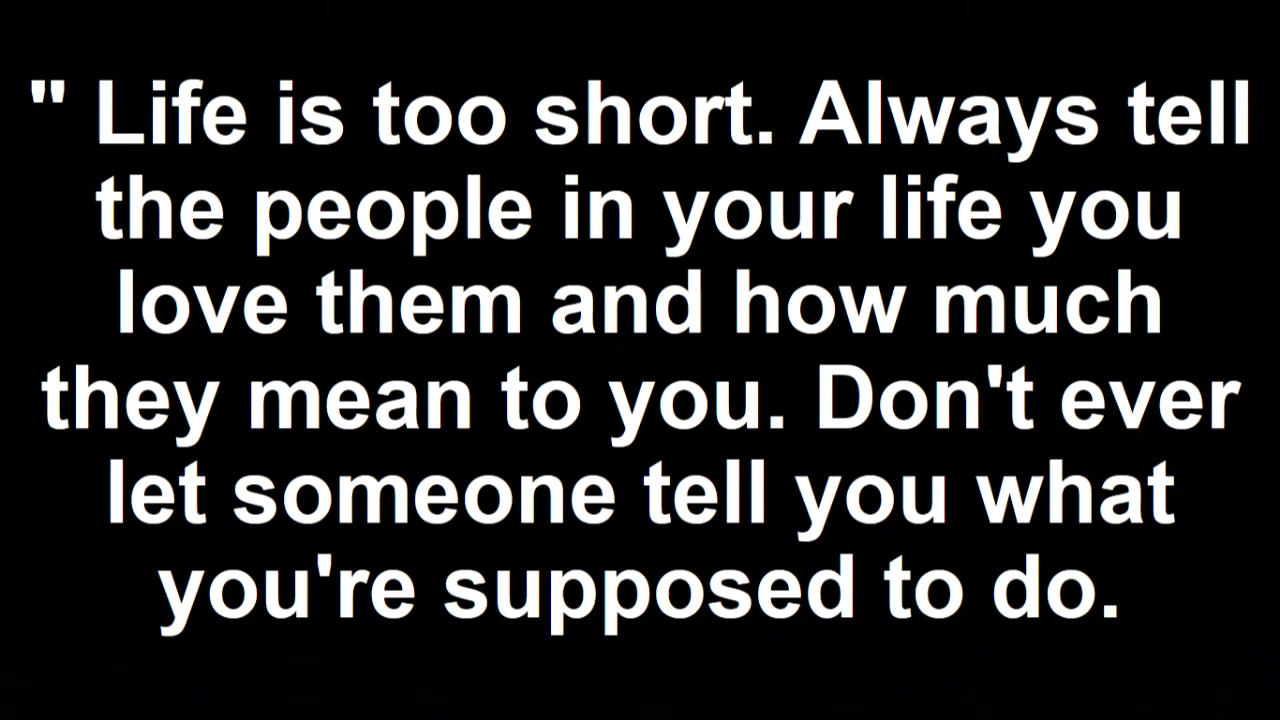 " Life is too short. Always tell
the people in your life you
love them and how much
they mean to you. Don't ever
let someone tell you what
you're supposed to do.